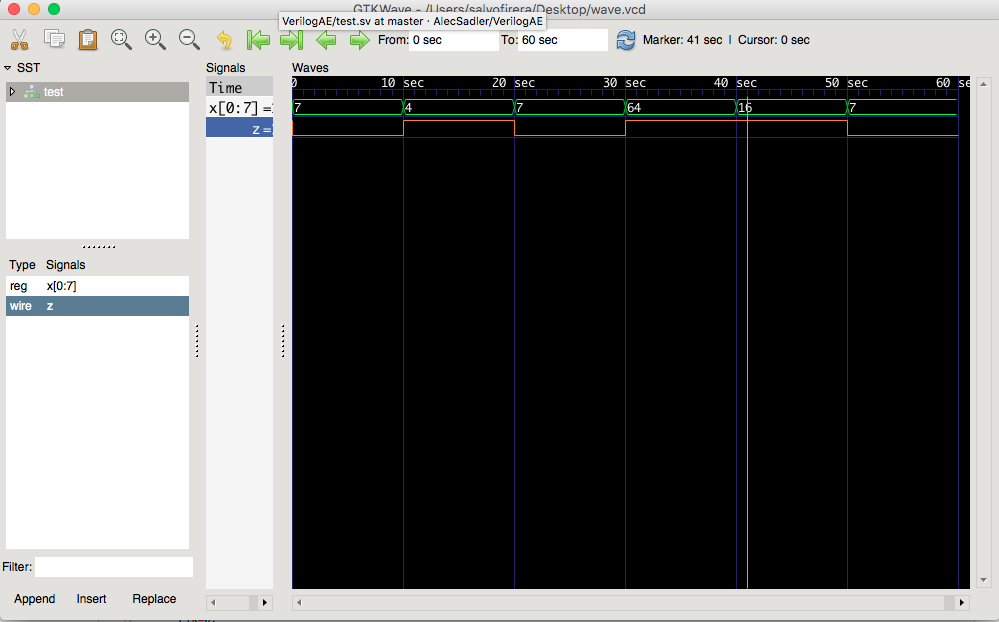 GTKWave - /Users/salvofirera/Desktop/wave.vcd
VerilogAE/test.sv at master · AlecSadler/VerilogAE
From: 0 sec To: 60 sec Marker: 41 sec | Cursor: 0 sec
SST
test
Type Signals
reg x[0:7]
wire z
Filter:
Append Insert Replace
Signals
Time
x[0:7] =
z =
Waves
0 10 sec 20 sec 30 sec 40 sec 50 sec 60 se
7 4 7 64 16 7